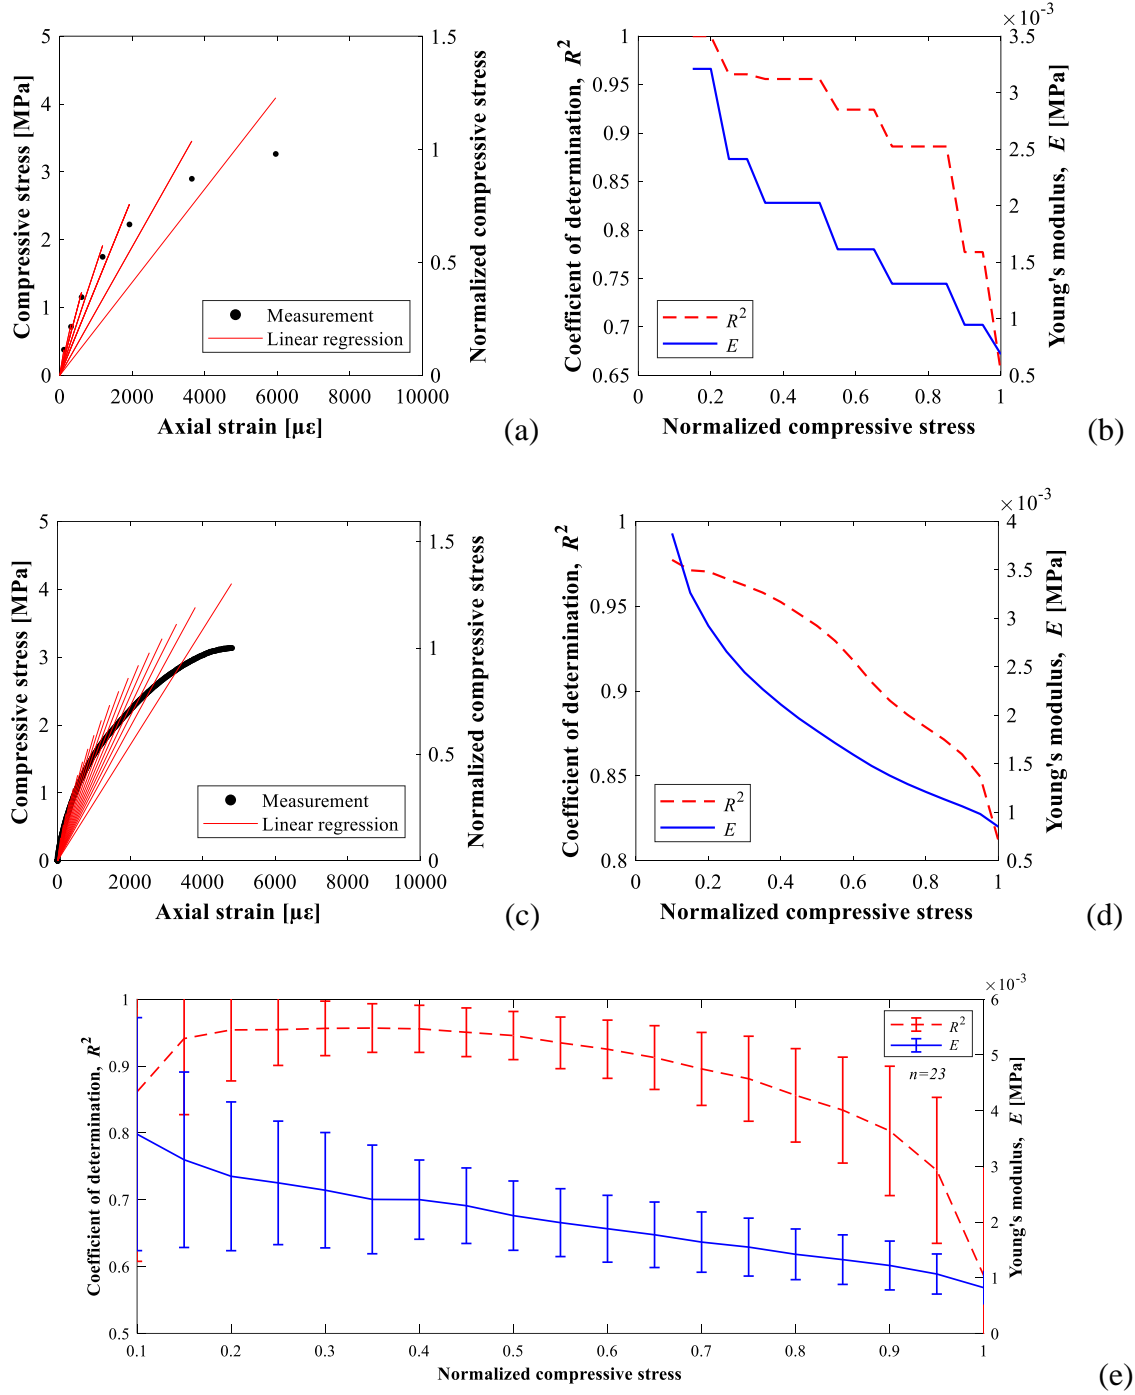 5
4
3
2
1
0
Compressive stress [MPa]
1.5
1
0.5
0
Normalized compressive stress
Measurement
Linear regression
0 2000 4000 6000 8000 10000
Axial strain [µε]
(a)
×10⁻³
1
0.95
0.9
0.85
0.8
0.75
0.7
0.65
Coefficient of determination, R²
3.5
3
2.5
2
1.5
1
0.5
Young's modulus, E [MPa]
R²
E
0 0.2 0.4 0.6 0.8 1
Normalized compressive stress
(b)
5
4
3
2
1
0
Compressive stress [MPa]
1.5
1
0.5
0
Normalized compressive stress
Measurement
Linear regression
0 2000 4000 6000 8000 10000
Axial strain [µε]
(c)
×10⁻³
1
0.95
0.9
0.85
0.8
Coefficient of determination, R²
4
3.5
3
2.5
2
1.5
1
0.5
Young's modulus, E [MPa]
R²
E
0 0.2 0.4 0.6 0.8 1
Normalized compressive stress
(d)
×10⁻³
1
0.9
0.8
0.7
0.6
0.5
Coefficient of determination, R²
6
5
4
3
2
1
0
Young's modulus, E [MPa]
R²
E
n=23
0.1 0.2 0.3 0.4 0.5 0.6 0.7 0.8 0.9 1
Normalized compressive stress
(e)